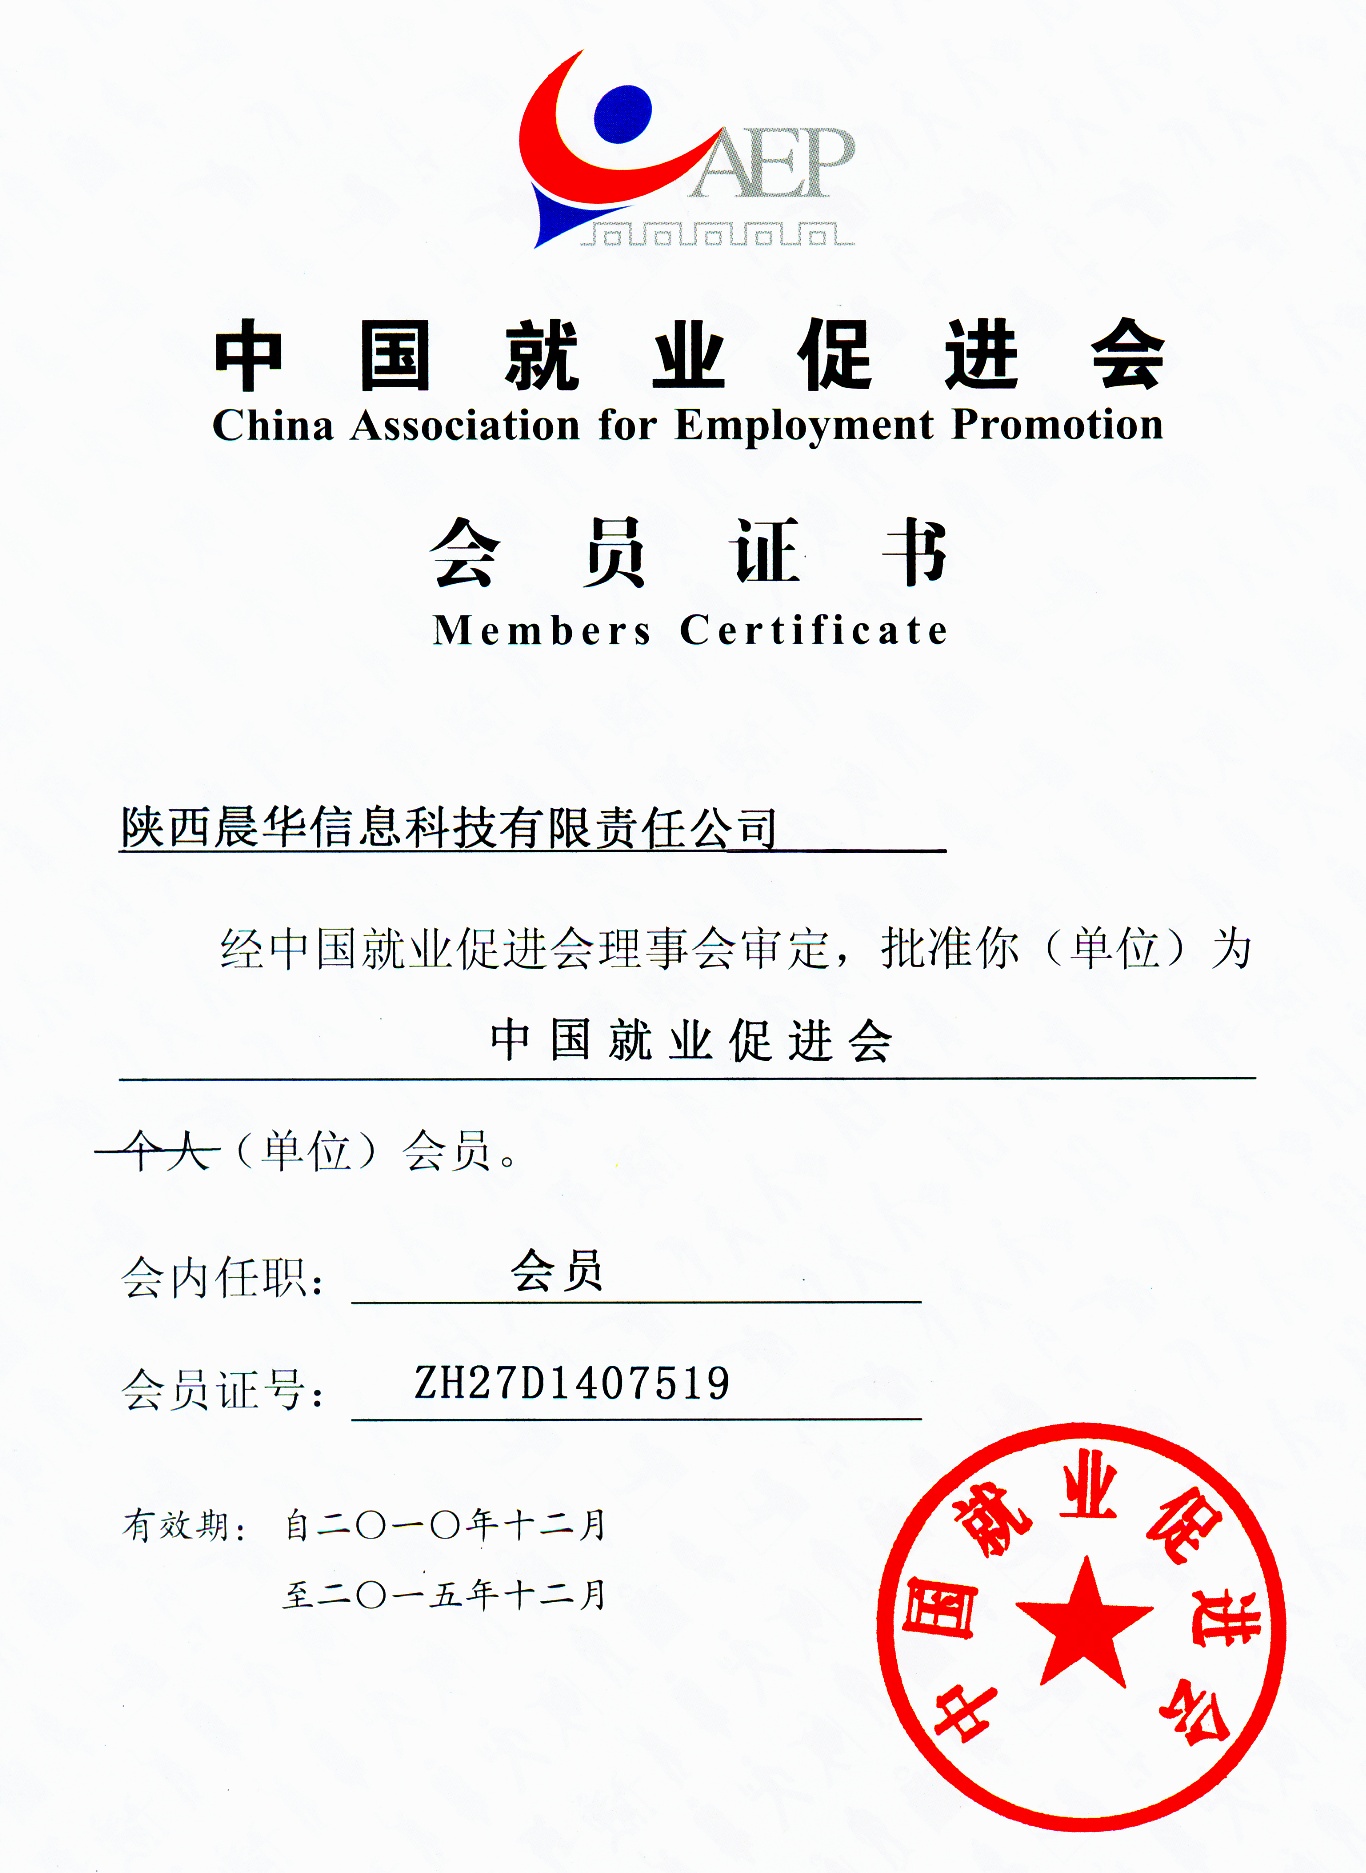 AEP
中国就业促进会
China Association for Employment Promotion
会员证书
Members Certificate
陕西晨华信息科技有限责任公司
经中国就业促进会理事会审定，批准你（单位）为
中国就业促进会
个人（单位）会员。
会内任职： 会员
会员证号： ZH27D1407519
有效期： 自二〇一〇年十二月
至二〇一五年十二月
中国就业促进会